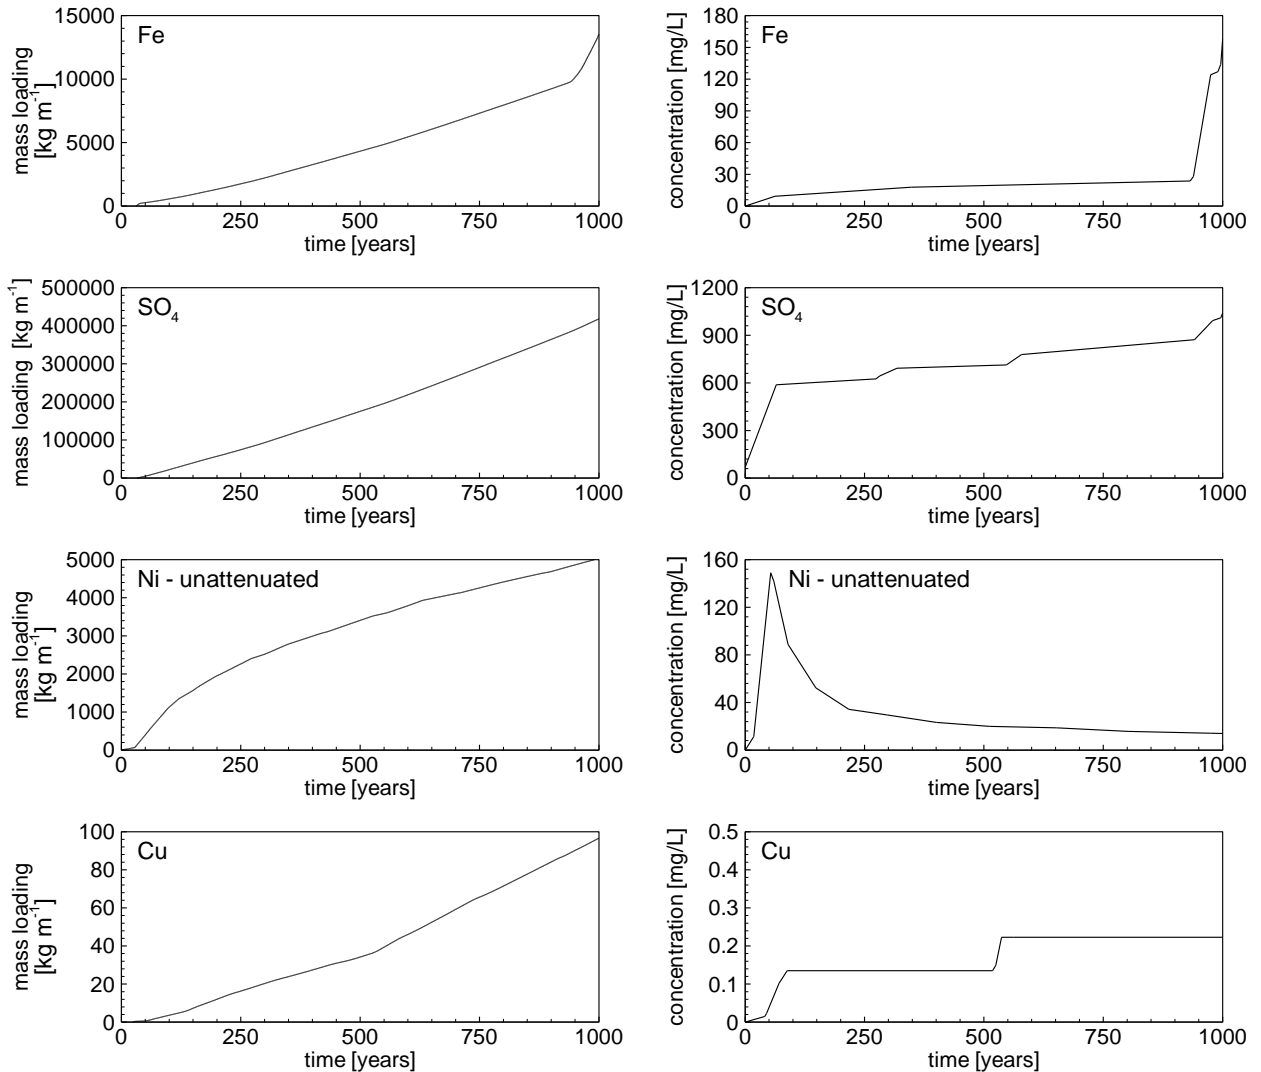 Fe
mass loading
[kg m-1]
15000
10000
5000
0
0 250 500 750 1000
time [years]
Fe
concentration [mg/L]
180
150
120
90
60
30
0
0 250 500 750 1000
time [years]
SO4
mass loading [kg m-1]
500000
400000
300000
200000
100000
0
0 250 500 750 1000
time [years]
SO4
concentration [mg/L]
1200
900
600
300
0
0 250 500 750 1000
time [years]
Ni - unattenuated
mass loading
[kg m-1]
5000
4000
3000
2000
1000
0
0 250 500 750 1000
time [years]
Ni - unattenuated
concentration [mg/L]
160
120
80
40
0
0 250 500 750 1000
time [years]
Cu
mass loading
[kg m-1]
100
80
60
40
20
0
0 250 500 750 1000
time [years]
Cu
concentration [mg/L]
0.5
0.4
0.3
0.2
0.1
0
0 250 500 750 1000
time [years]